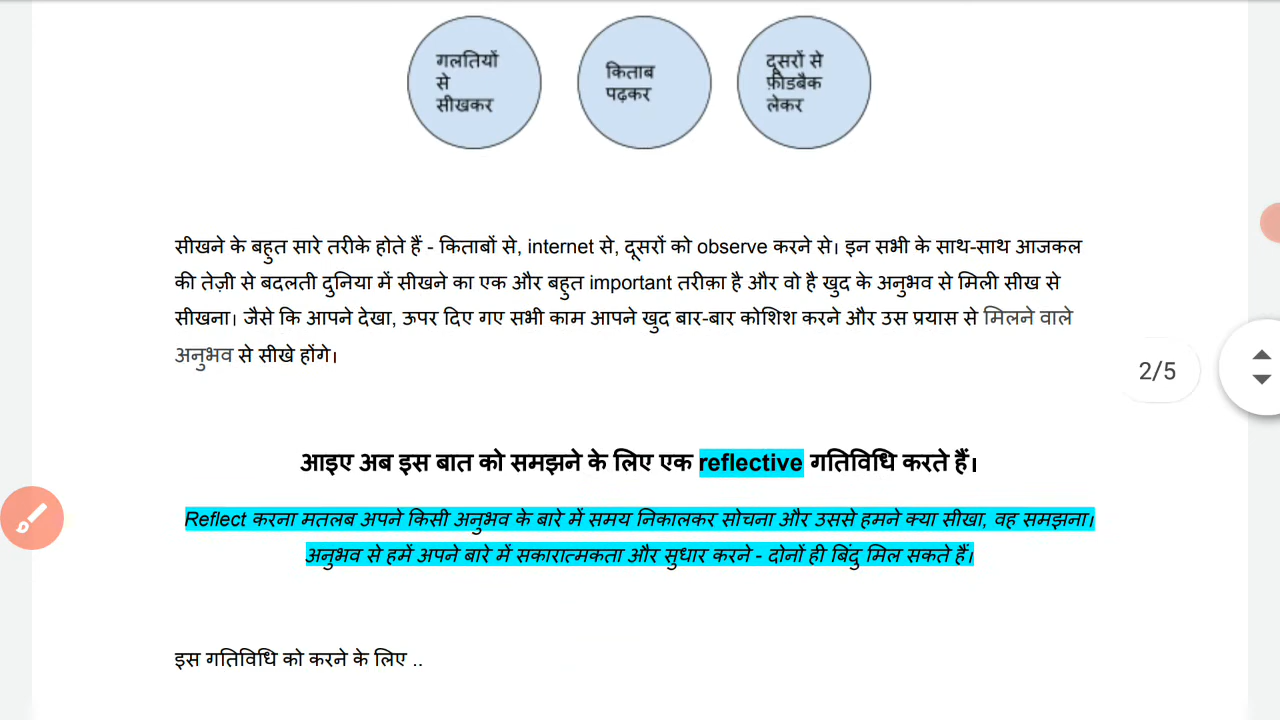 गलतियों
से
सीखकर
किताब
पढ़कर
दूसरों से
फ़ीडबैक
लेकर
सीखने के बहुत सारे तरीके होते हैं - किताबों से, internet से, दूसरों को observe करने से। इन सभी के साथ-साथ आजकल
की तेज़ी से बदलती दुनिया में सीखने का एक और बहुत important तरीक़ा है और वो है खुद के अनुभव से मिली सीख से
सीखना। जैसे कि आपने देखा, ऊपर दिए गए सभी काम आपने खुद बार-बार कोशिश करने और उस प्रयास से मिलने वाले
अनुभव से सीखे होंगे।
2/5
आइए अब इस बात को समझने के लिए एक reflective गतिविधि करते हैं।
Reflect करना मतलब अपने किसी अनुभव के बारे में समय निकालकर सोचना और उससे हमने क्या सीखा, वह समझना।
अनुभव से हमें अपने बारे में सकारात्मकता और सुधार करने - दोनों ही बिंदु मिल सकते हैं।
इस गतिविधि को करने के लिए ..